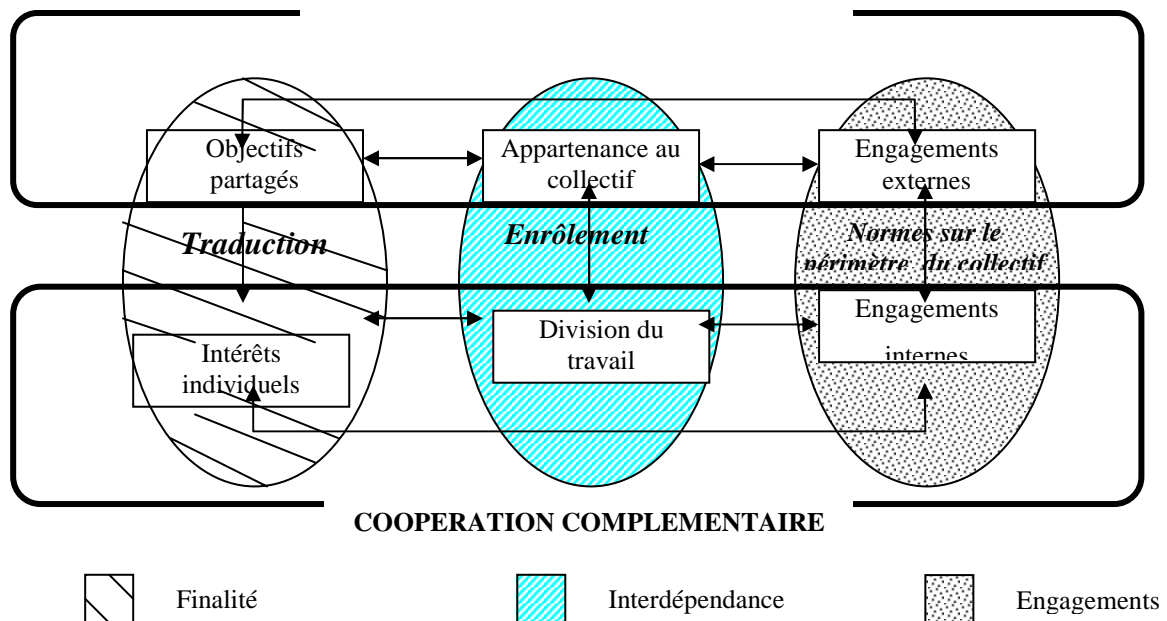 Objectifs
partagés
Appartenance au
collectif
Engagements
externes
Traduction
Enrôlement
Normes sur le
périmètre du collectif
Intérêts
individuels
Division du
travail
Engagements
internes
COOPERATION COMPLEMENTAIRE
Finalité
Interdépendance
Engagements